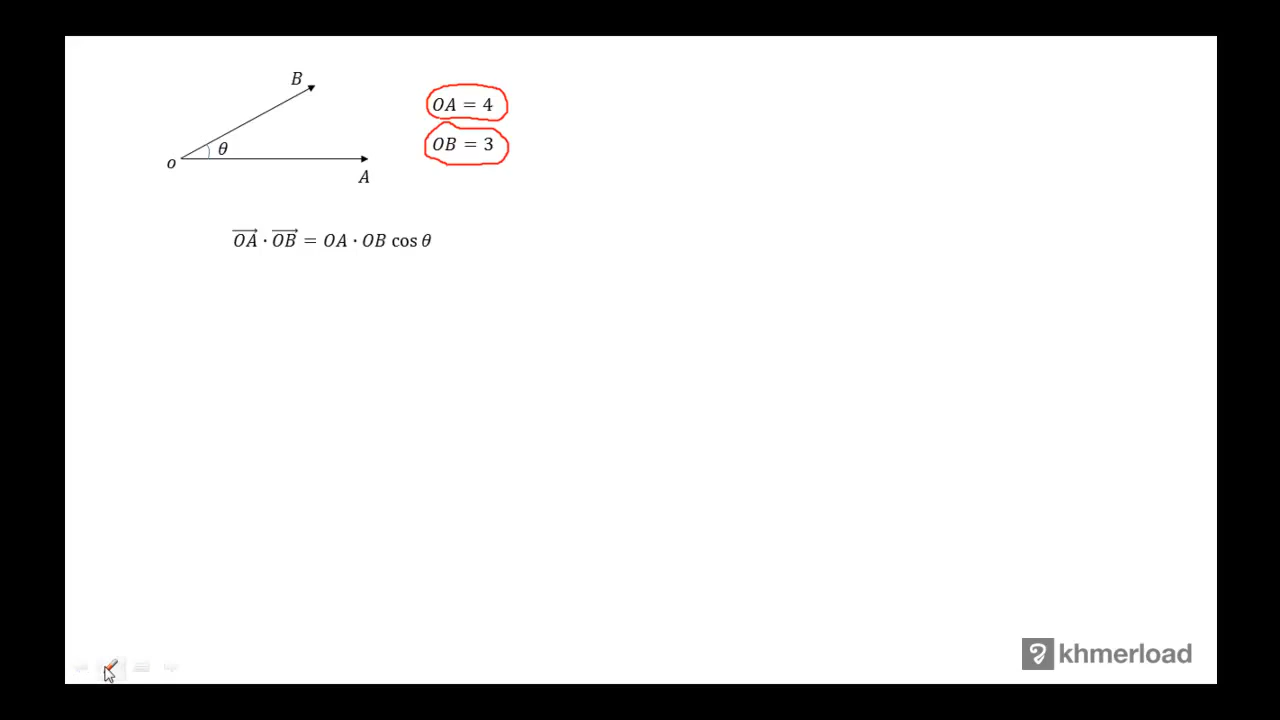 B
OA = 4
OB = 3
θ
o
A
$\overrightarrow{OA} \cdot \overrightarrow{OB} = OA \cdot OB \cos \theta$
khmerload